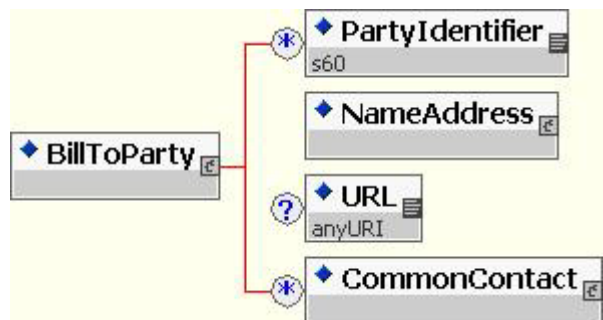 PartyIdentifier
s60
NameAddress
BillToParty
URL
anyURI
CommonContact